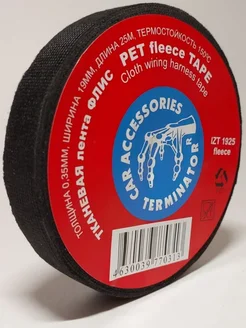 ТОЛЩИНА 0,35ММ, ШИРИНА 19ММ, ДЛИНА 25М, ТЕРМОСТОЙКОСТЬ 150°С
ТКАНЕВАЯ лента ФЛИС PET fleece TAPE
Cloth wiring harness tape
CAR ACCESSORIES
TERMINATOR
IZT 1925
fleece
4630039770313